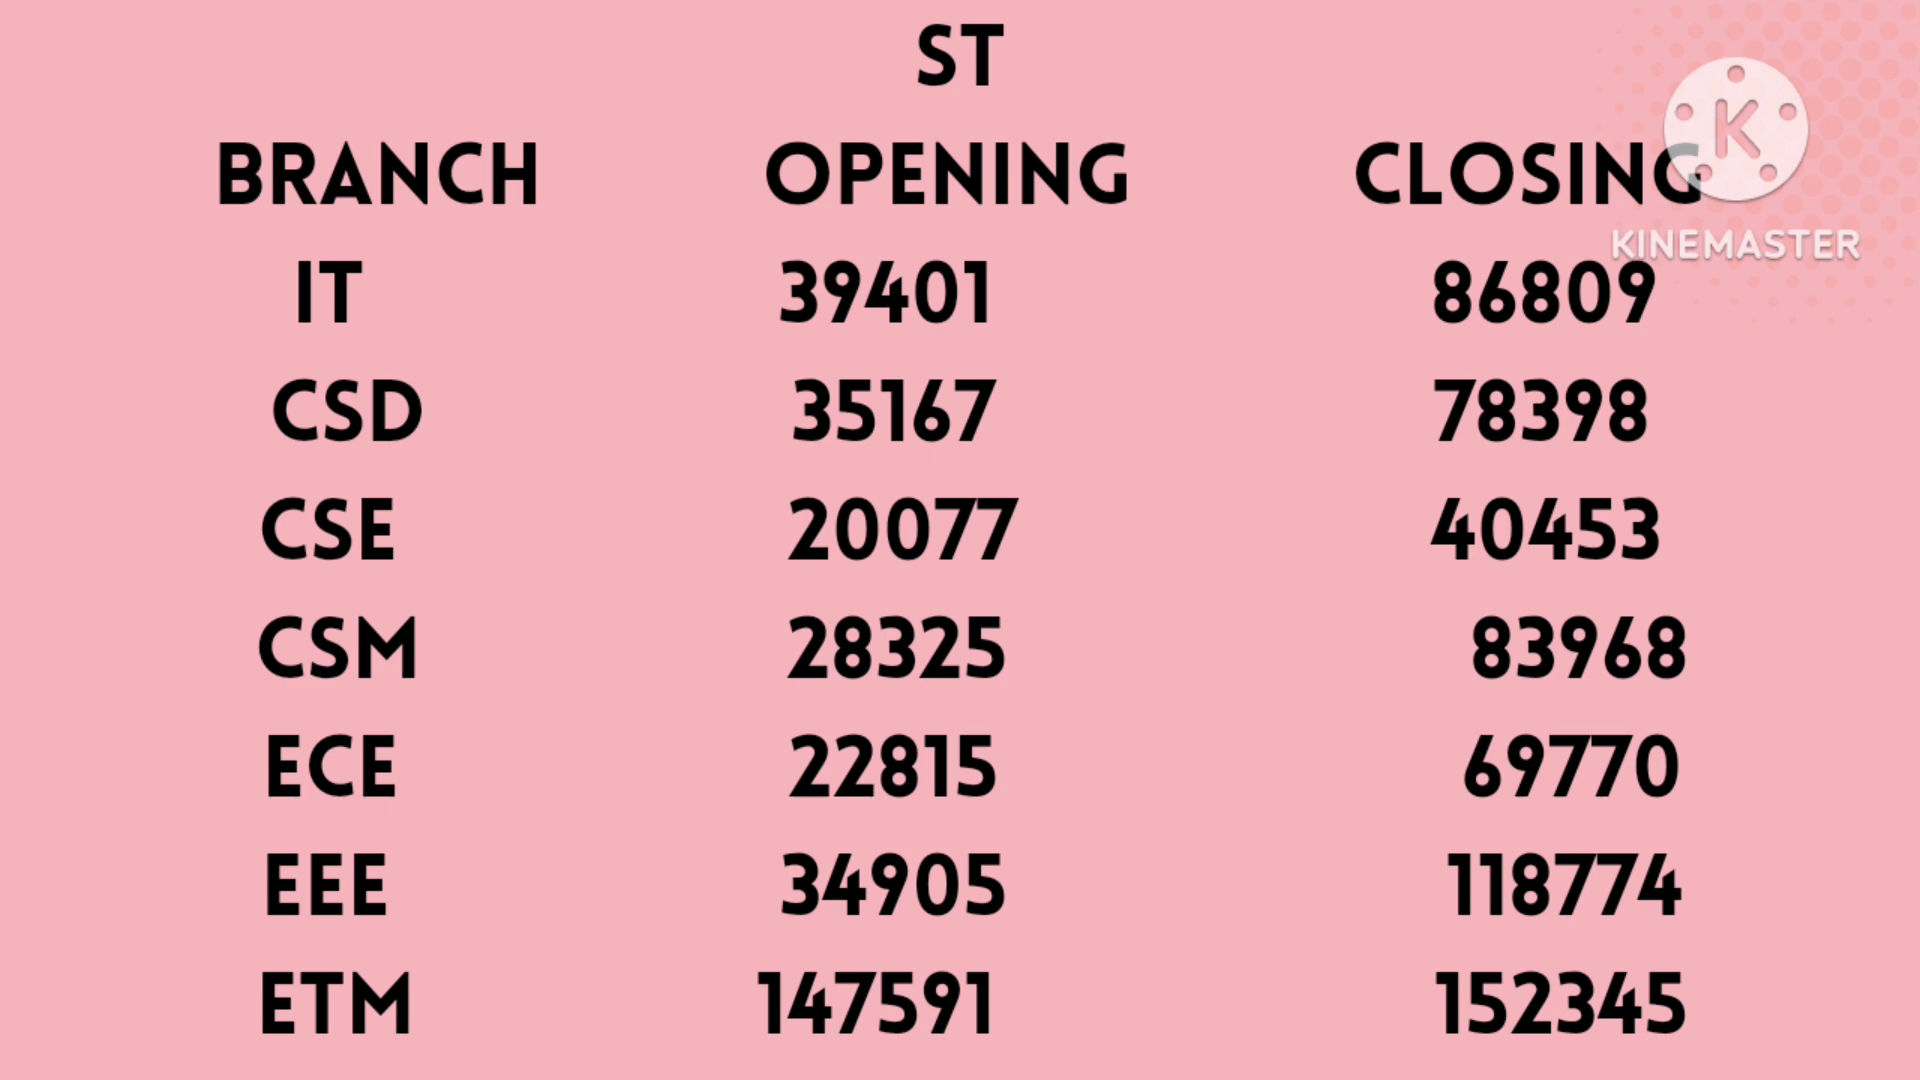 ST
BRANCH OPENING CLOSING
K
KINEMASTER
IT 39401 86809
CSD 35167 78398
CSE 20077 40453
CSM 28325 83968
ECE 22815 69770
EEE 34905 118774
ETM 147591 152345